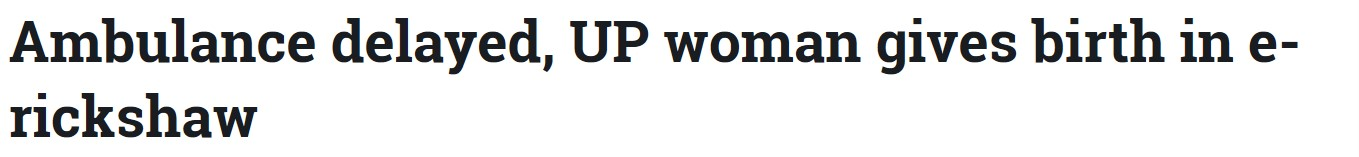 Ambulance delayed, UP woman gives birth in e-
rickshaw